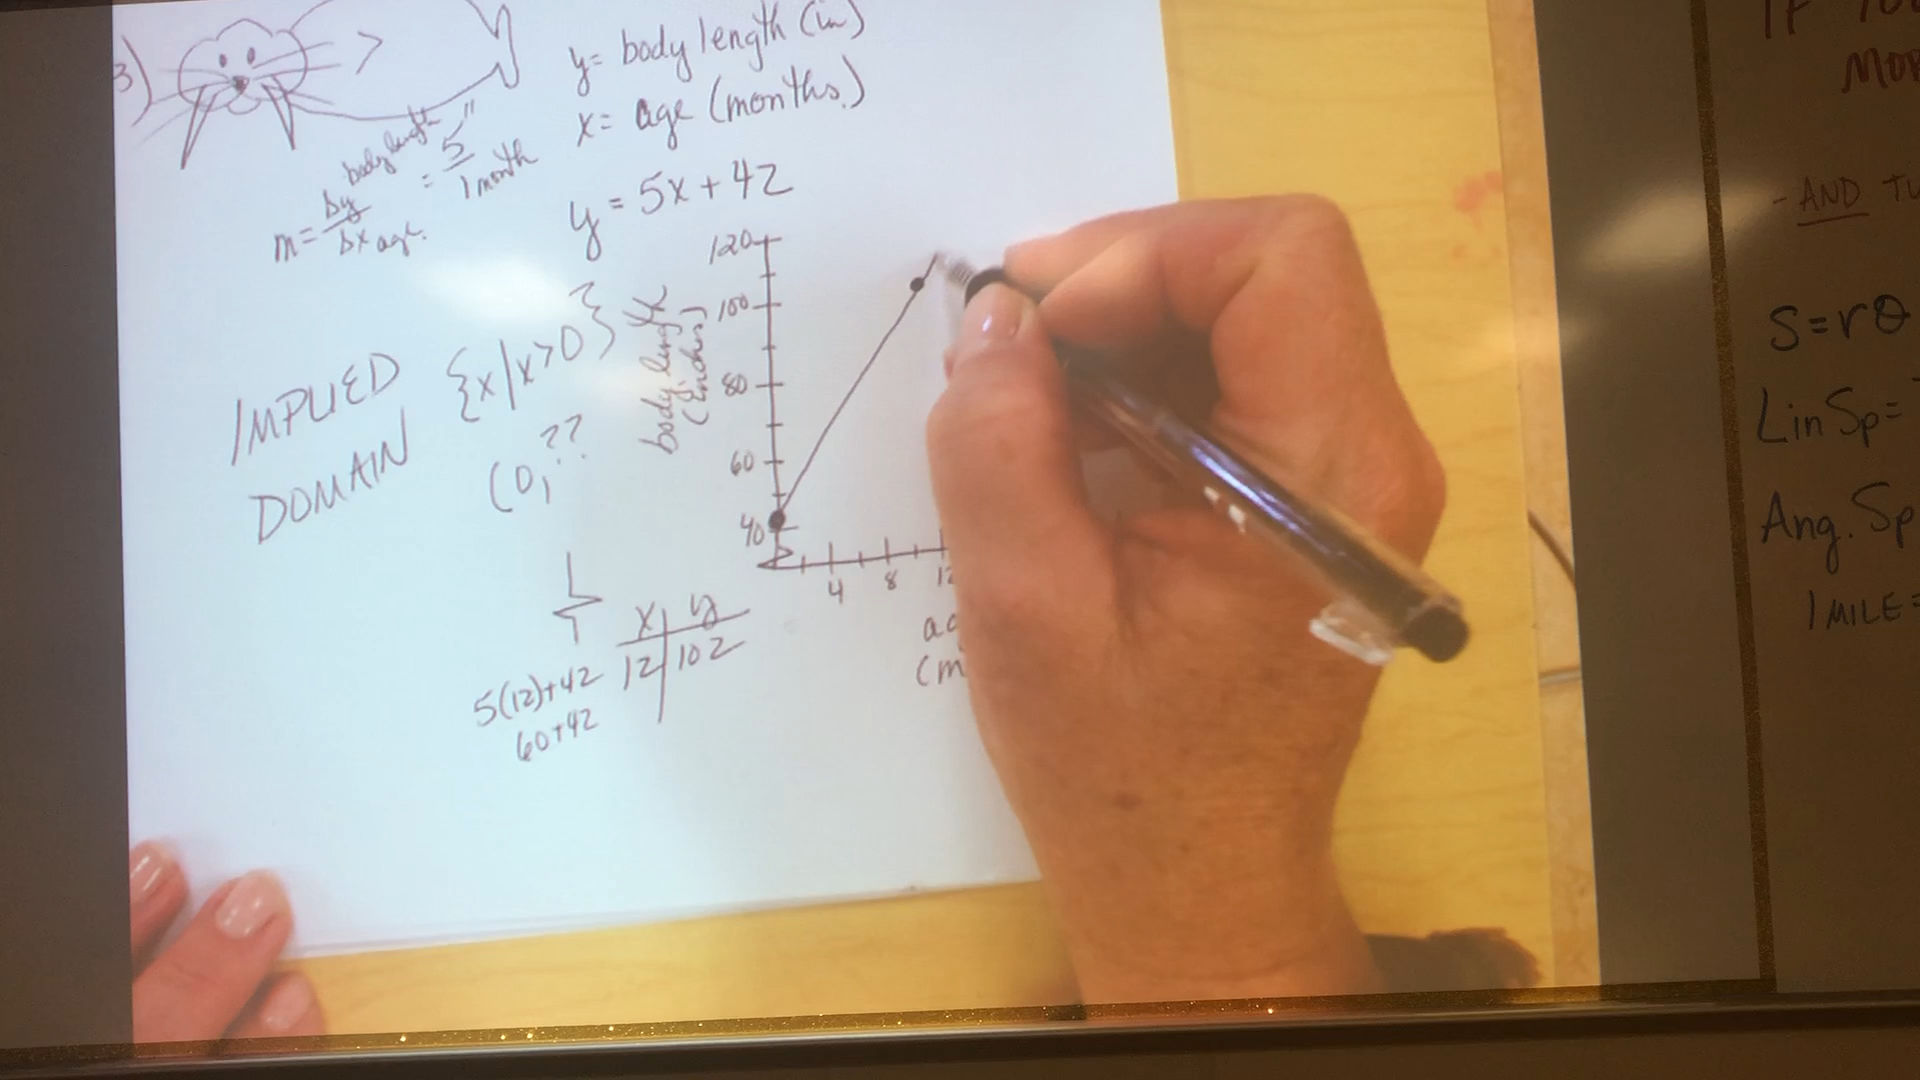 3)
y= body length (in)
x= age (months.)
body length
m= Δy/Δx = 5"/1 month
age.
y = 5x + 42
IMPLIED
DOMAIN
{x|x>0}
(0, ??
?
body length
(inches)
120
100
80
60
40
4 8 12
x y
12 102
5(12)+42
60+42
IF
- AND
S=rθ
Lin Sp=
Ang. Sp
1 MILE=